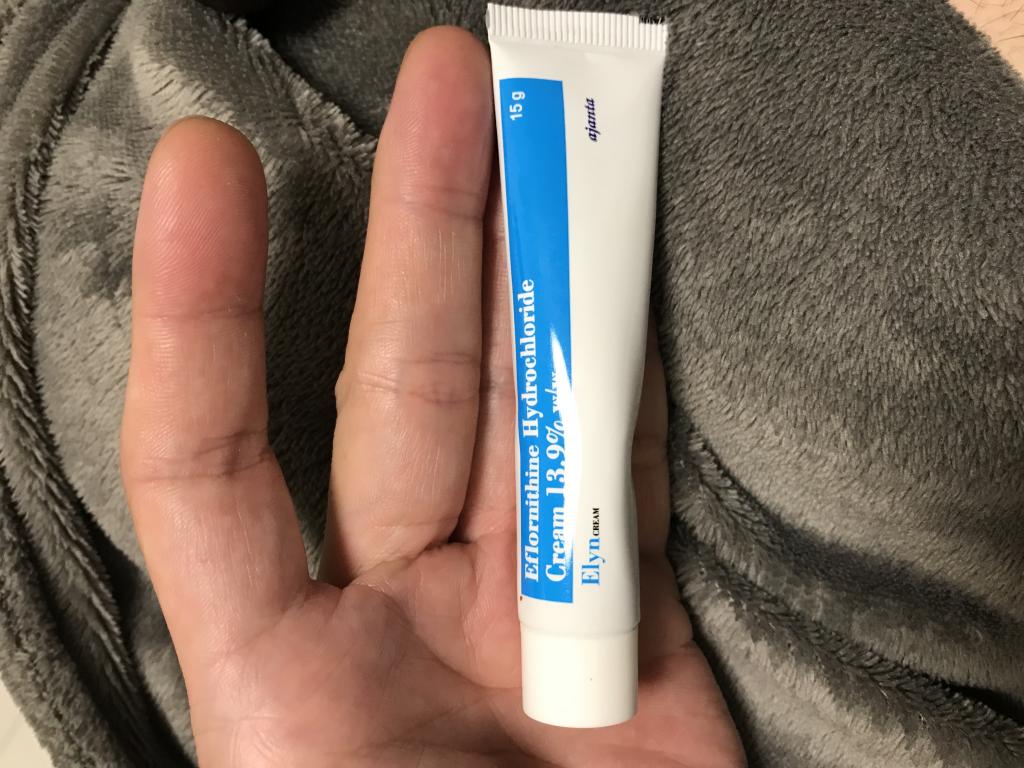 15 g
Eflornithine Hydrochloride
Cream 13.9% w/w
Elyn CREAM
ajanta